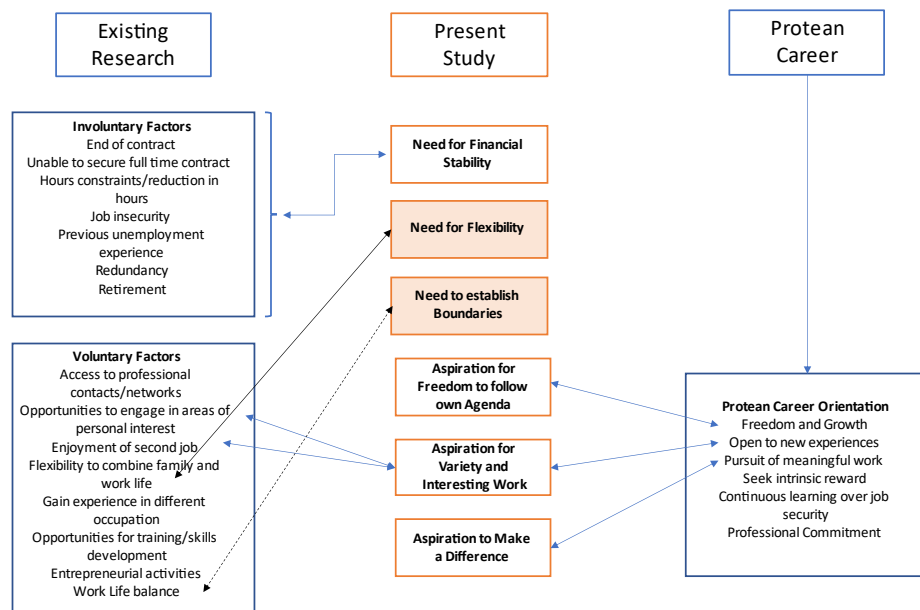 Existing
Research
Present
Study
Protean
Career
Involuntary Factors
End of contract
Unable to secure full time contract
Hours constraints/reduction in
hours
Job insecurity
Previous unemployment
experience
Redundancy
Retirement
Voluntary Factors
Access to professional
contacts/networks
Opportunities to engage in areas of
personal interest
Enjoyment of second job
Flexibility to combine family and
work life
Gain experience in different
occupation
Opportunities for training/skills
development
Entrepreneurial activities
Work Life balance
Need for Financial
Stability
Need for Flexibility
Need to establish
Boundaries
Aspiration for
Freedom to follow
own Agenda
Aspiration for
Variety and
Interesting Work
Aspiration to Make
a Difference
Protean Career Orientation
Freedom and Growth
Open to new experiences
Pursuit of meaningful work
Seek intrinsic reward
Continuous learning over job
security
Professional Commitment